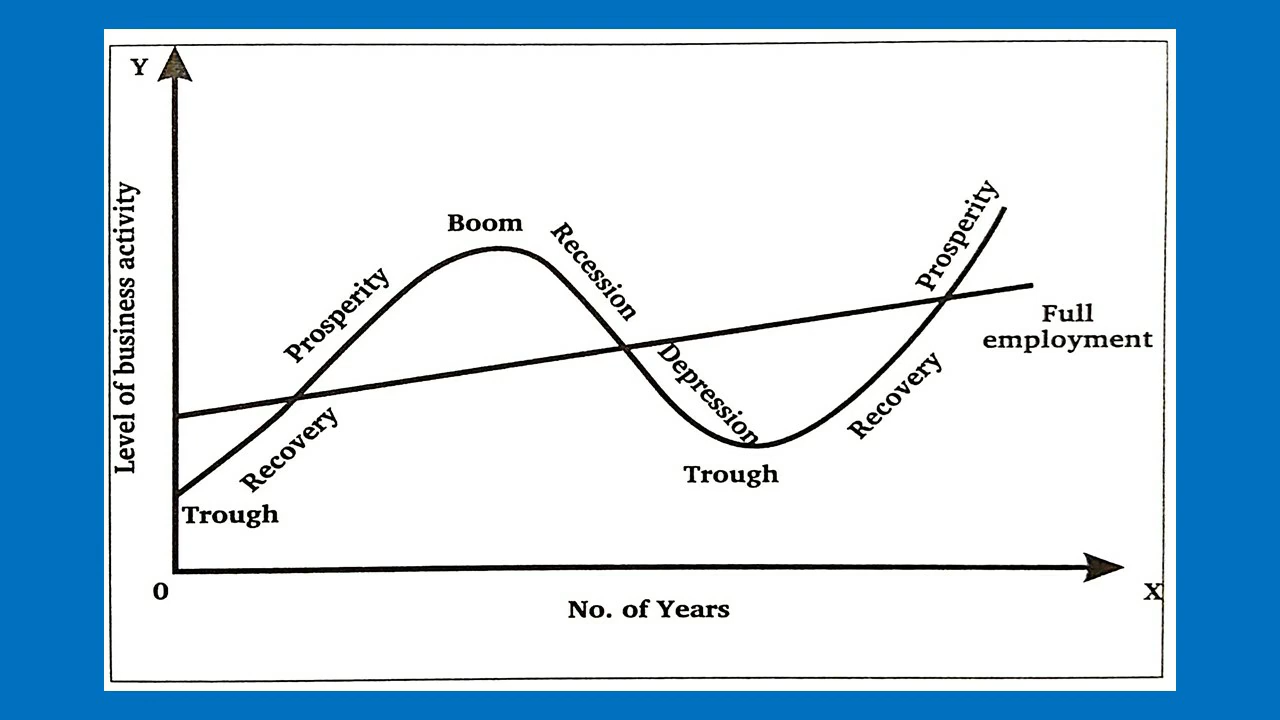 Y
Level of business activity
Boom
Recession
Prosperity
Prosperity
Full
employment
Depression
Recovery
Recovery
Trough
Trough
0
X
No. of Years